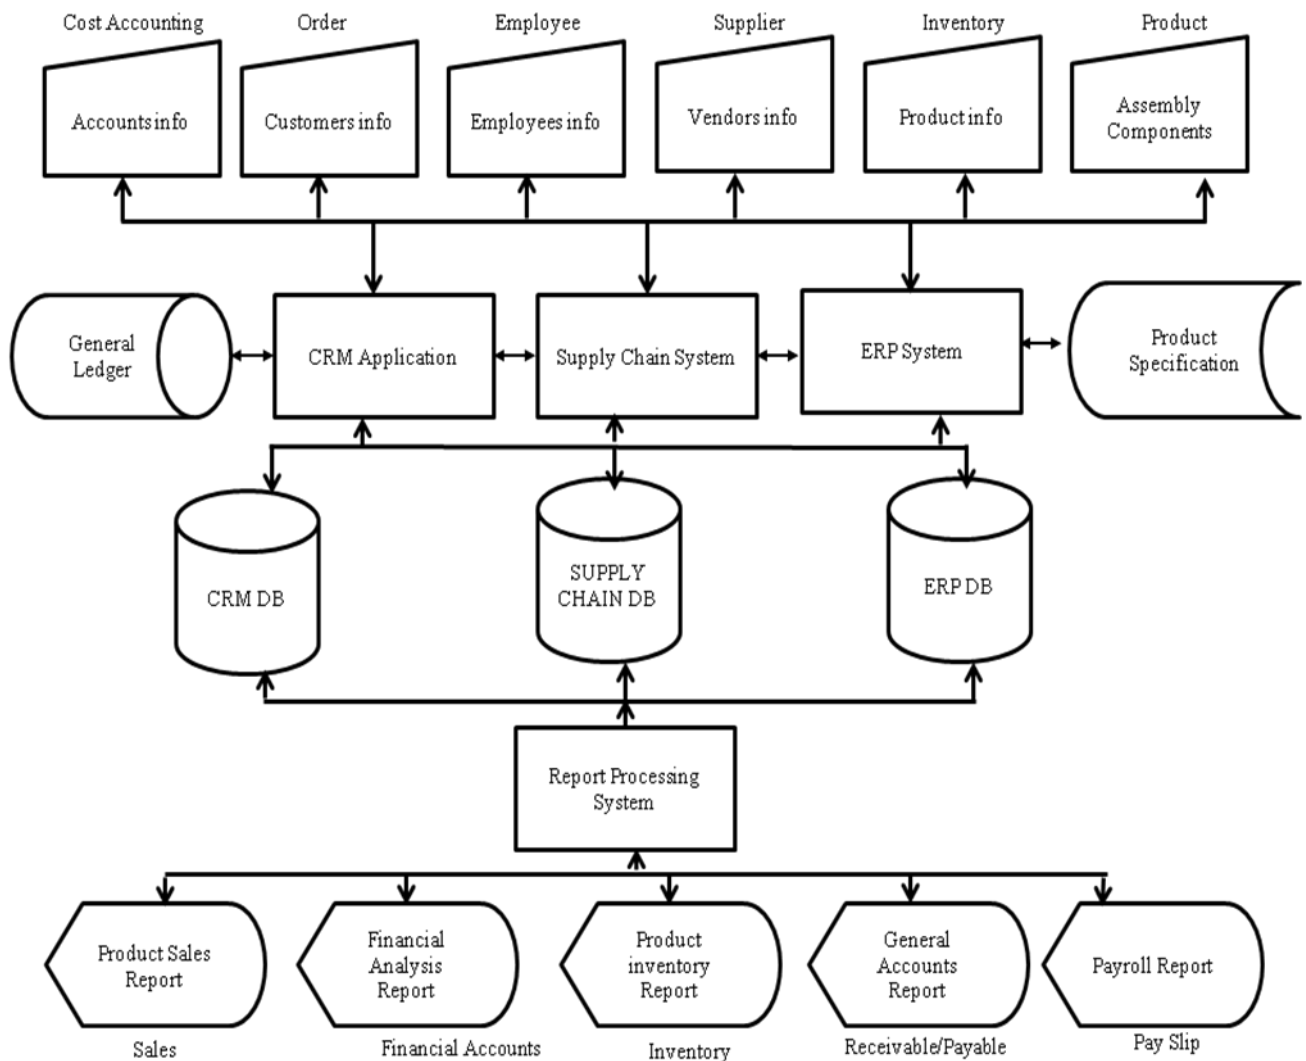 Cost Accounting
Order
Employee
Supplier
Inventory
Product
Accounts info
Customers info
Employees info
Vendors info
Product info
Assembly
Components
General
Ledger
CRM Application
Supply Chain System
ERP System
Product
Specification
CRM DB
SUPPLY
CHAIN DB
ERP DB
Report Processing
System
Product Sales
Report
Financial
Analysis
Report
Product
inventory
Report
General
Accounts
Report
Payroll Report
Sales
Financial Accounts
Inventory
Receivable/Payable
Pay Slip